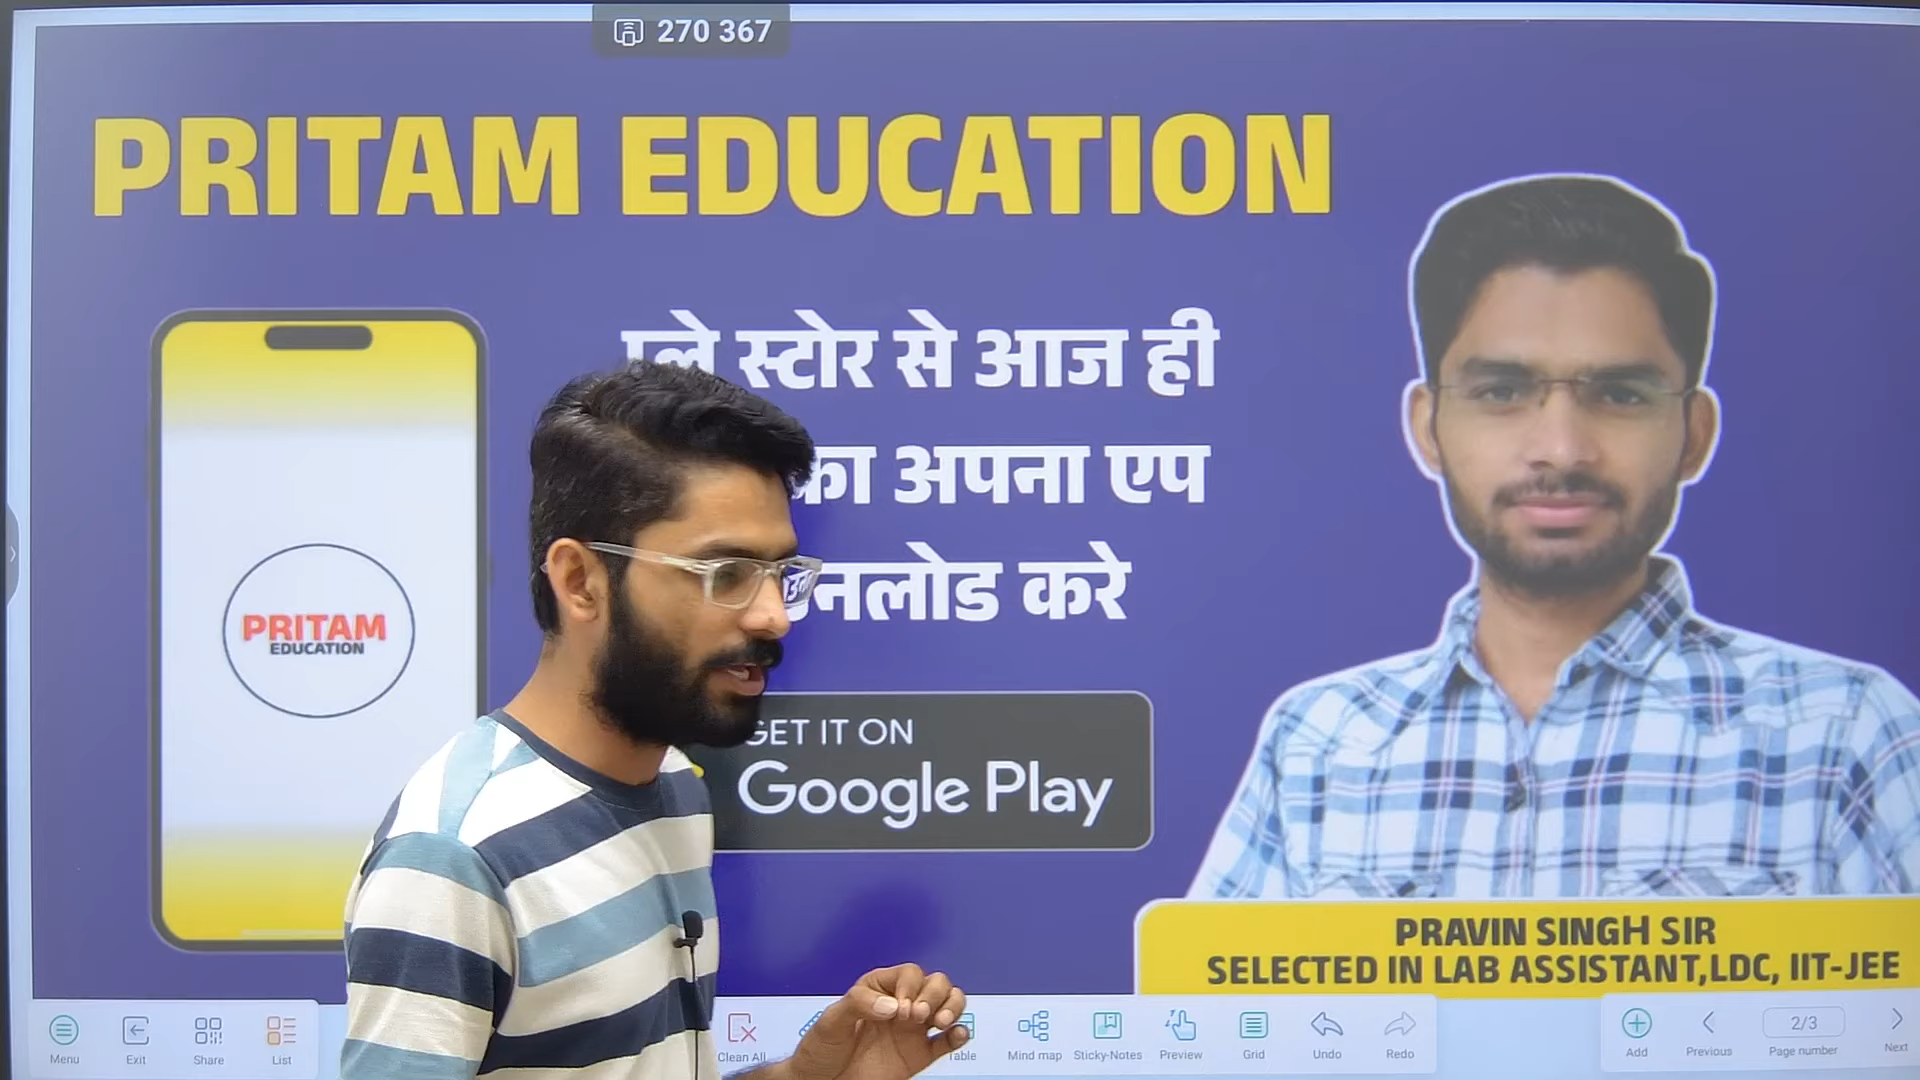 270 367
PRITAM EDUCATION
स्टोर से आज ही
का अपना एप
करे
PRITAM
EDUCATION
GET IT ON
Google Play
PRAVIN SINGH SIR
SELECTED IN LAB ASSISTANT,LDC, IIT-JEE
Menu
Exit
Share
List
Clean All
Table
Mind map
Sticky-Notes
Preview
Grid
Undo
Redo
Add
Previous
2/3
Page number
Next